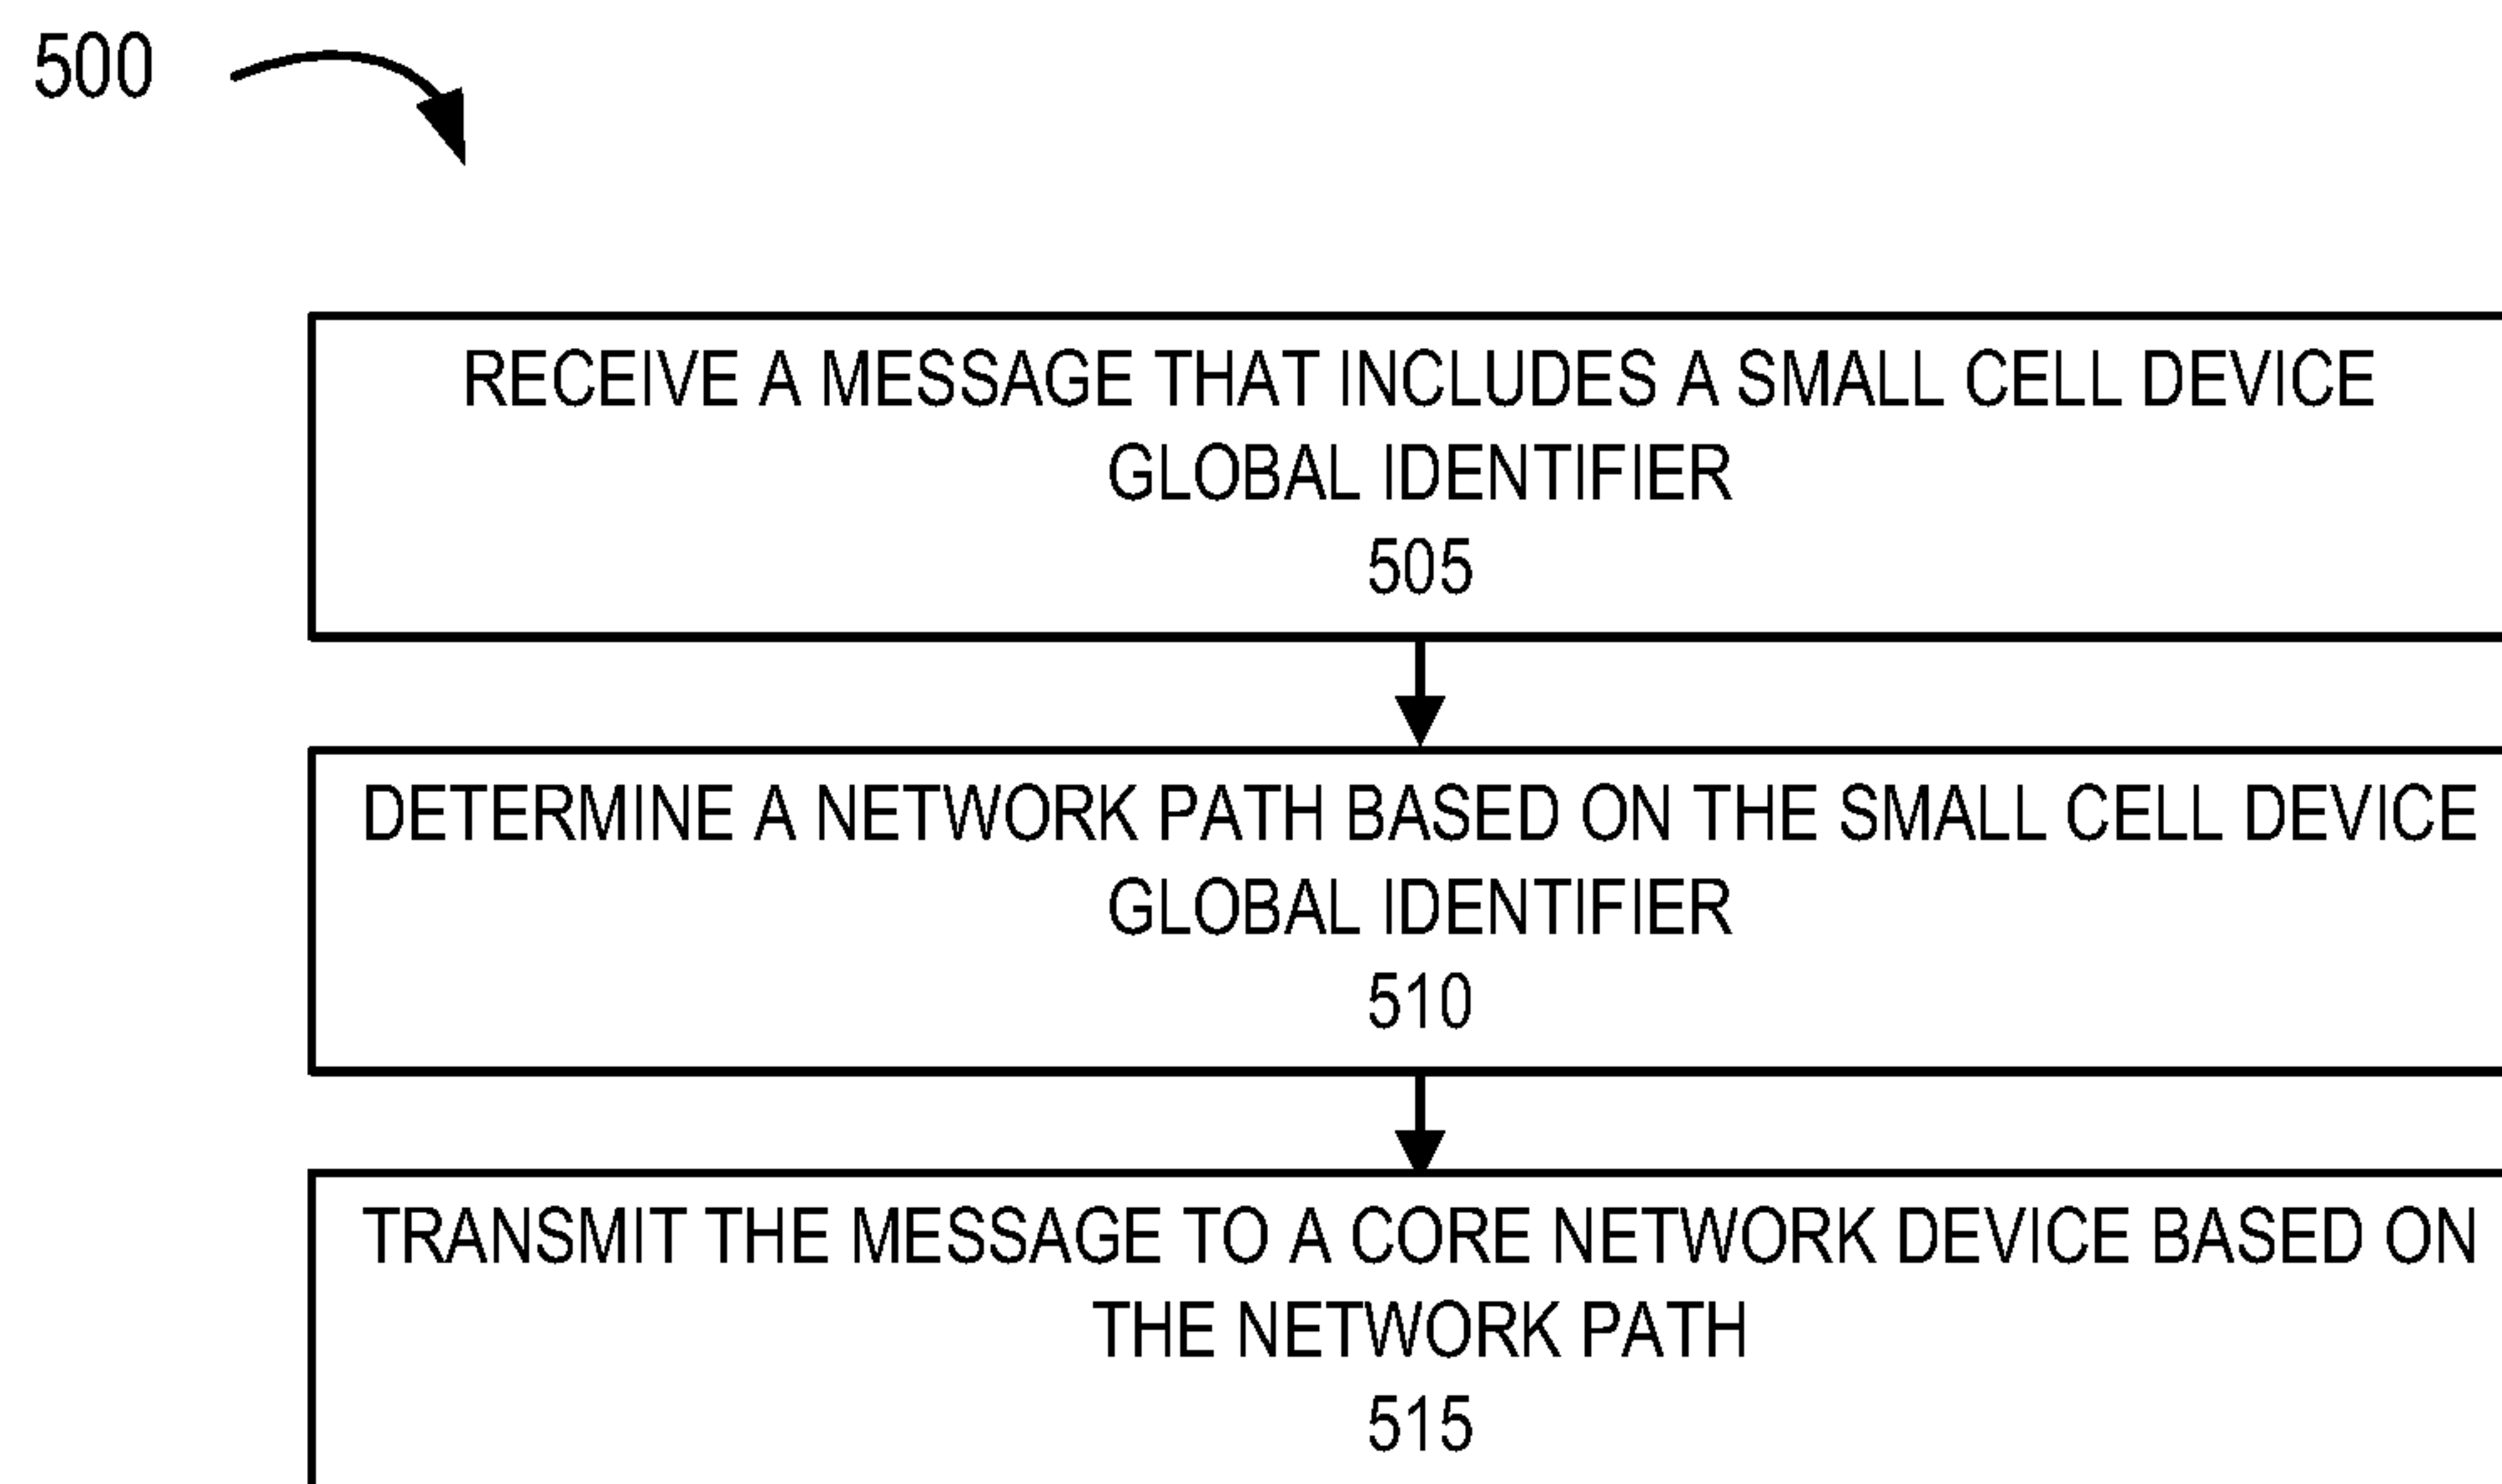 500
RECEIVE A MESSAGE THAT INCLUDES A SMALL CELL DEVICE
GLOBAL IDENTIFIER
505
DETERMINE A NETWORK PATH BASED ON THE SMALL CELL DEVICE
GLOBAL IDENTIFIER
510
TRANSMIT THE MESSAGE TO A CORE NETWORK DEVICE BASED ON
THE NETWORK PATH
515